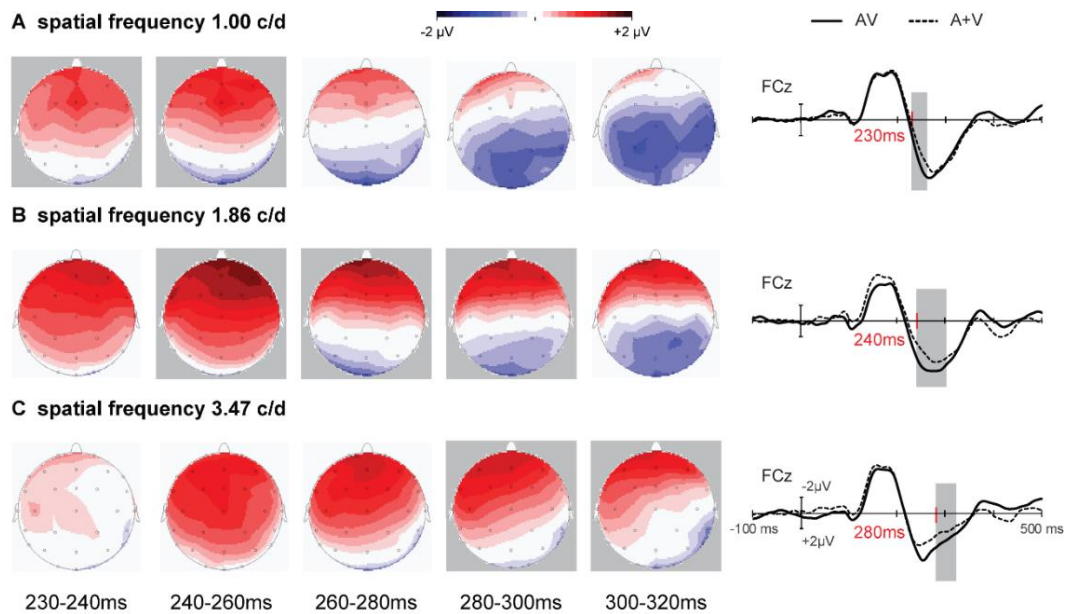 A spatial frequency 1.00 c/d
-2 µV +2 µV
AV A+V
FCz
230ms
B spatial frequency 1.86 c/d
240ms
C spatial frequency 3.47 c/d
FCz
-2µV
-100 ms +2µV 280ms 500 ms
230-240ms 240-260ms 260-280ms 280-300ms 300-320ms